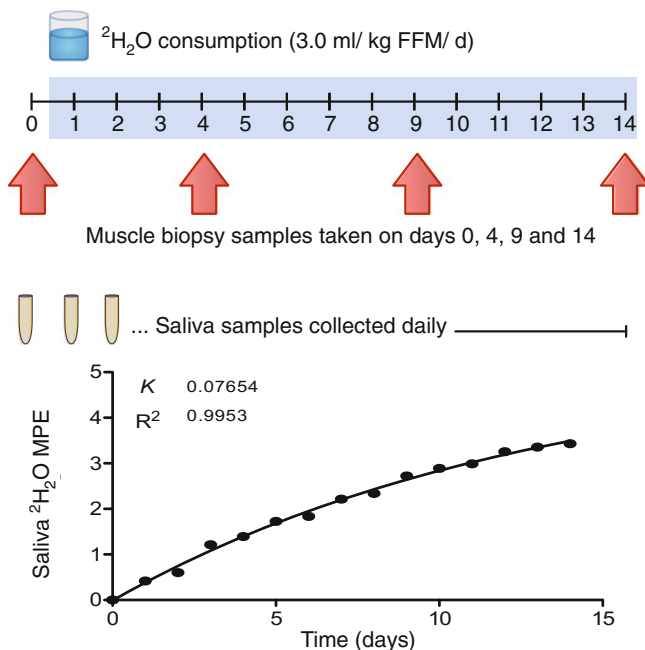 ²H₂O consumption (3.0 ml/ kg FFM/ d)
0 1 2 3 4 5 6 7 8 9 10 11 12 13 14
Muscle biopsy samples taken on days 0, 4, 9 and 14
... Saliva samples collected daily
K 0.07654
R² 0.9953
Saliva ²H₂O MPE
5
4
3
2
1
0
0 5 10 15
Time (days)